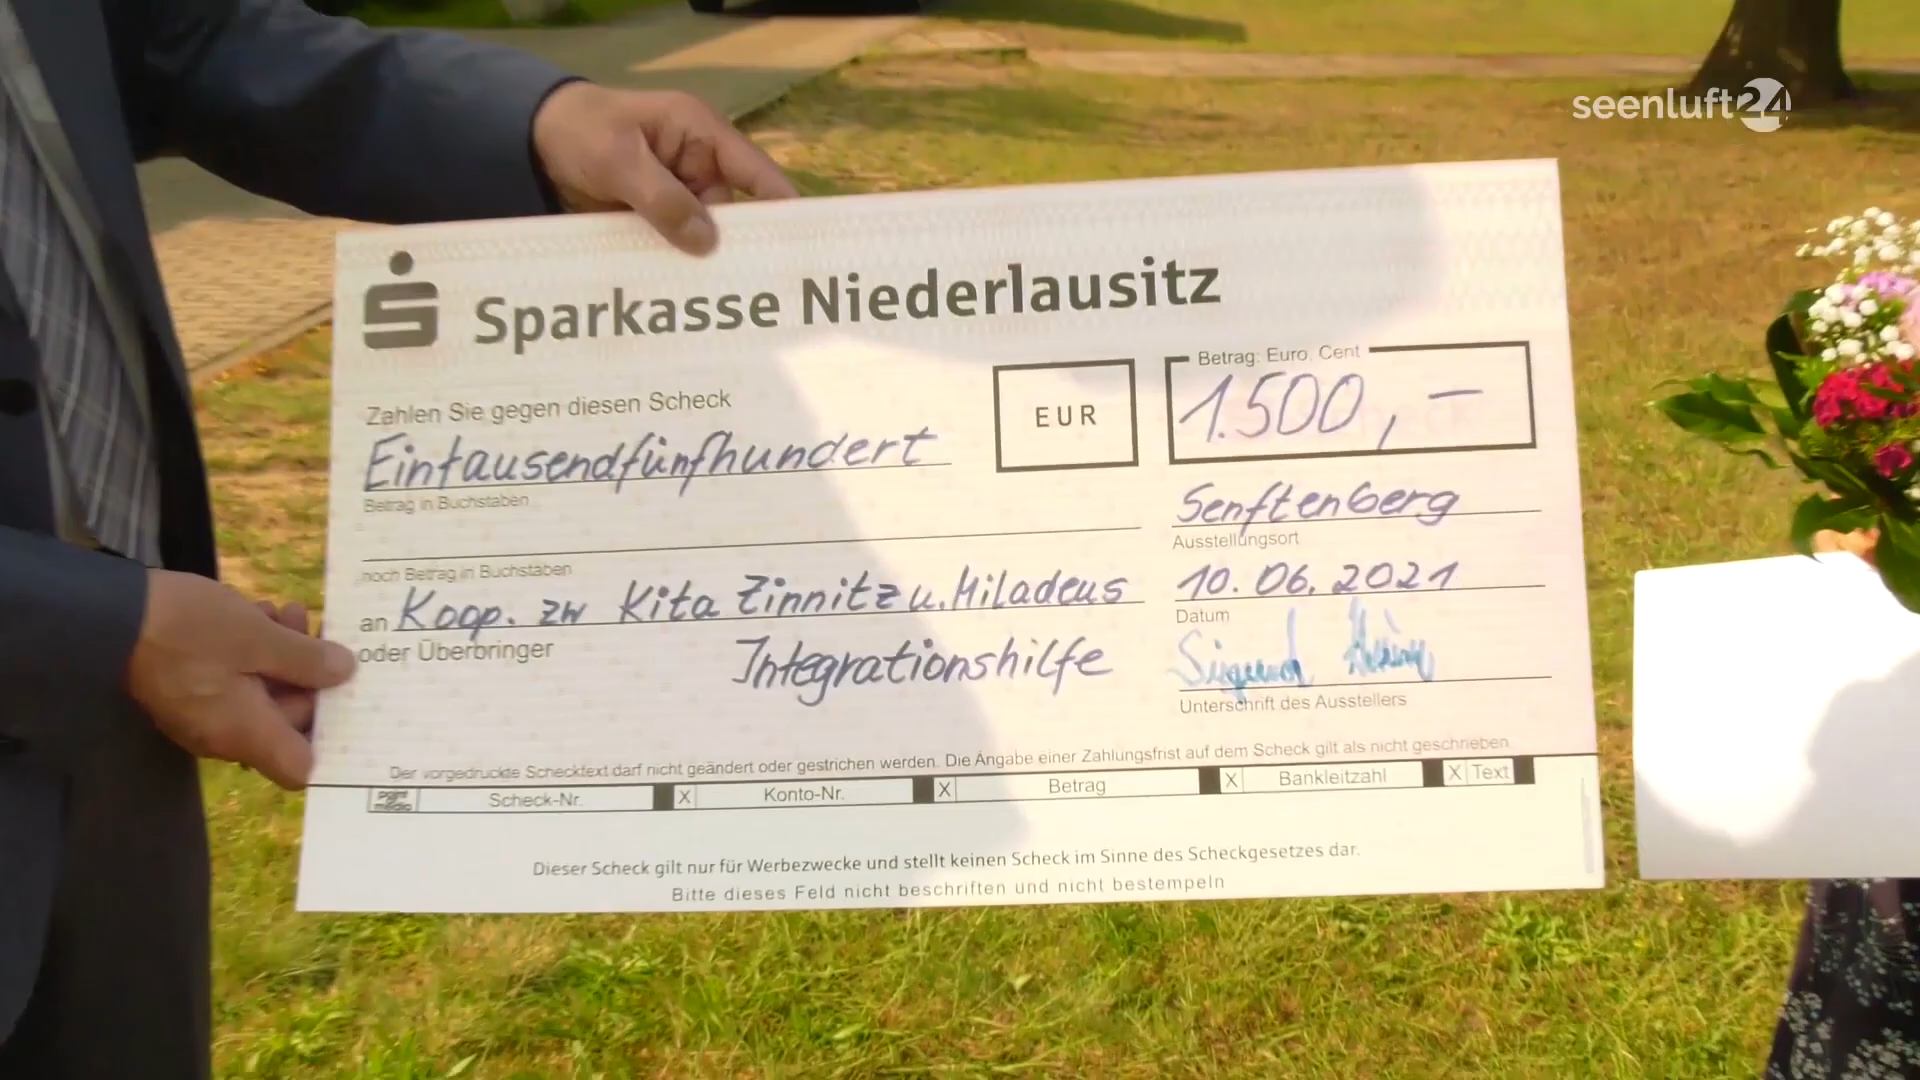 seenluft24
Sparkasse Niederlausitz
Zahlen Sie gegen diesen Scheck
Eintausendfünfhundert
Betrag in Buchstaben
EUR
Betrag: Euro, Cent
1.500,–
noch Betrag in Buchstaben
Senftenberg
Ausstellungsort
an Koop. zw Kita Zinnitz u. Miladeus
oder Überbringer
Integrationshilfe
10.06.2021
Datum
Unterschrift des Ausstellers
Der vorgedruckte Schecktext darf nicht geändert oder gestrichen werden. Die Angabe einer Zahlungsfrist auf dem Scheck gilt als nicht geschrieben.
Scheck-Nr. X Konto-Nr. X Betrag X Bankleitzahl X Text
Dieser Scheck gilt nur für Werbezwecke und stellt keinen Scheck im Sinne des Scheckgesetzes dar.
Bitte dieses Feld nicht beschriften und nicht bestempeln